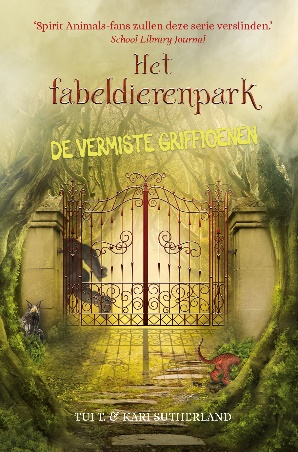 ‘Spirit Animals-fans zullen deze serie verslinden.’
School Library Journal
Het
fabeldierenpark
DE VERMISTE GRIFFIOENEN
TUI T. & KARI SUTHERLAND